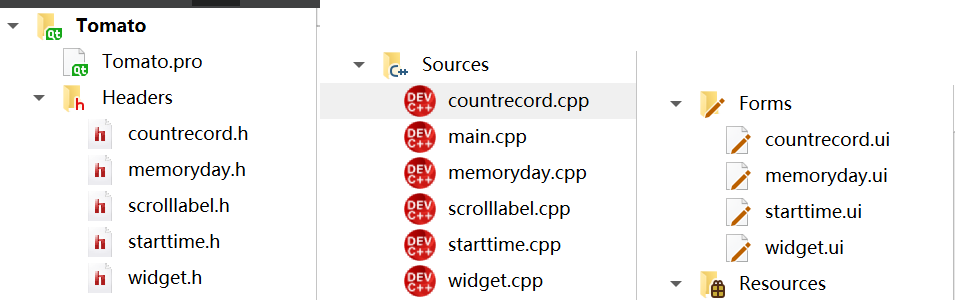 Tomato
Tomato.pro
Headers
countrecord.h
memoryday.h
scrolllabel.h
starttime.h
widget.h
Sources
countrecord.cpp
main.cpp
memoryday.cpp
scrolllabel.cpp
starttime.cpp
widget.cpp
Forms
countrecord.ui
memoryday.ui
starttime.ui
widget.ui
Resources